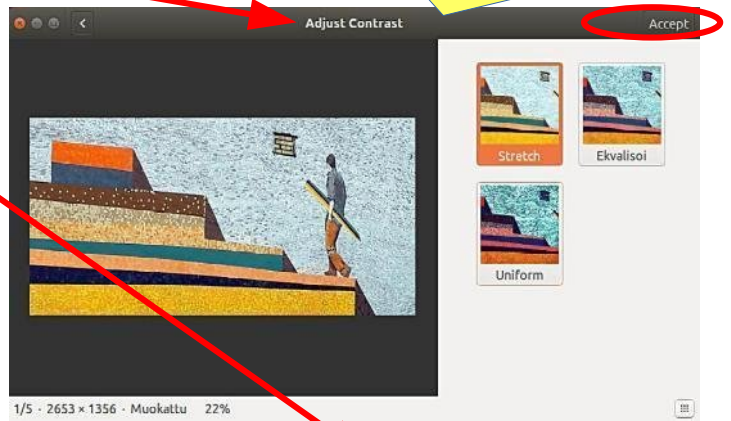 Adjust Contrast
Accept
Stretch
Ekvalisoi
Uniform
1/5 · 2653 × 1356 · Muokattu 22%